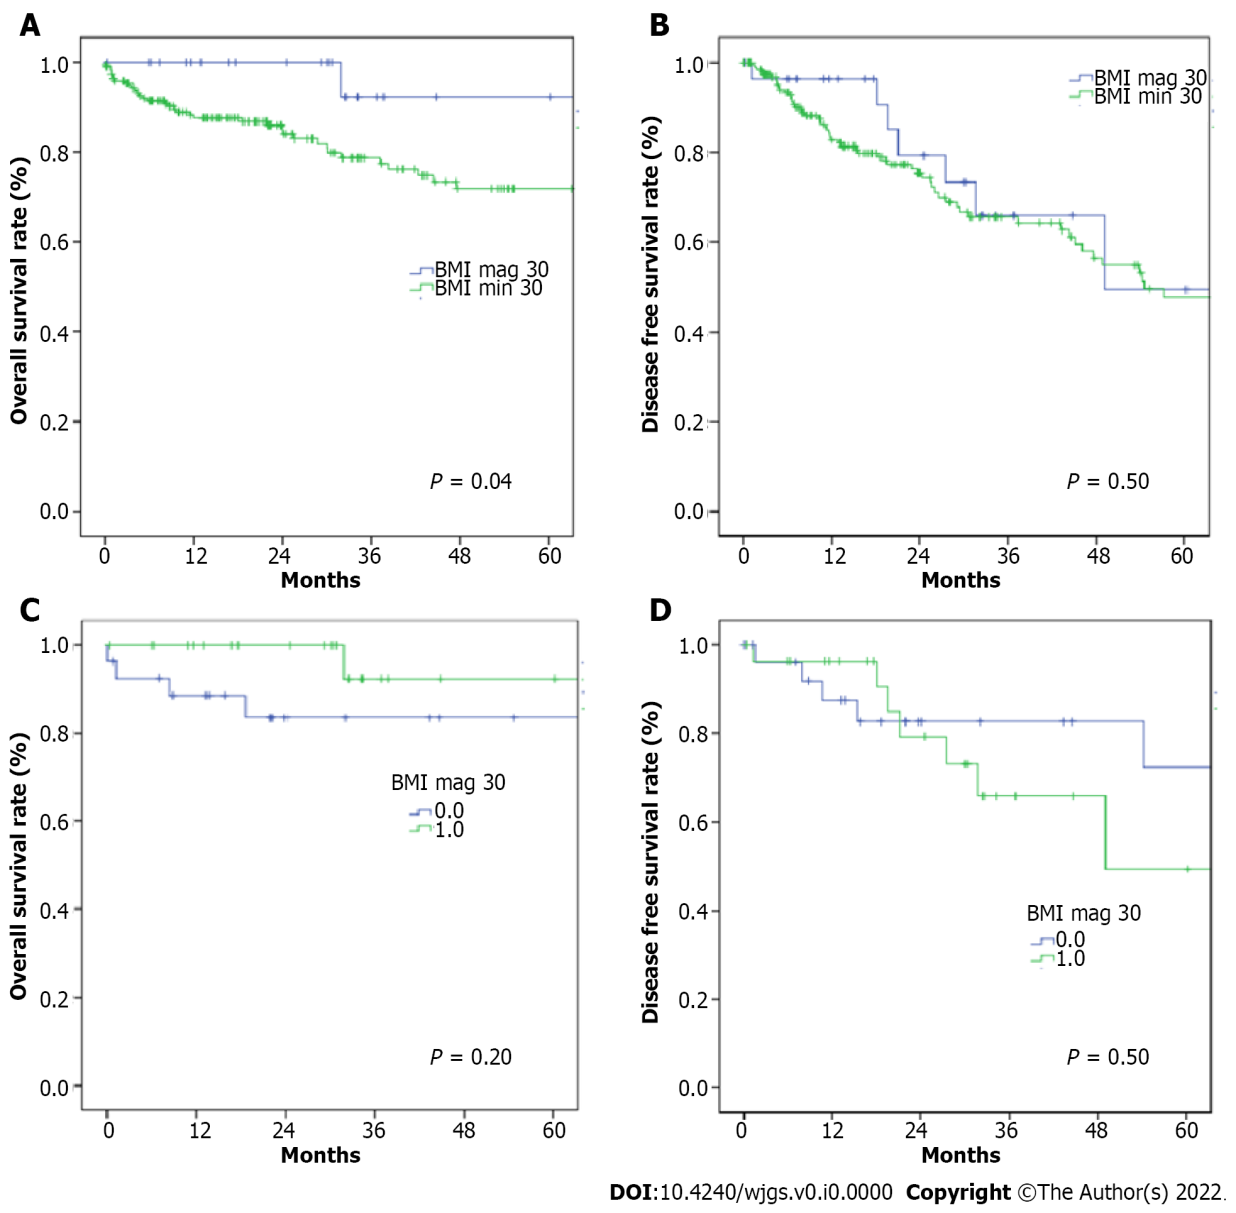 A
Overall survival rate (%)
1.0
0.8
0.6
0.4
0.2
0.0
BMI mag 30
BMI min 30
P = 0.04
0 12 24 36 48 60
Months
B
Disease free survival rate (%)
1.0
0.8
0.6
0.4
0.2
0.0
BMI mag 30
BMI min 30
P = 0.50
0 12 24 36 48 60
Months
C
Overall survival rate (%)
1.0
0.8
0.6
0.4
0.2
0.0
BMI mag 30
0.0
1.0
P = 0.20
0 12 24 36 48 60
Months
D
Disease free survival rate (%)
1.0
0.8
0.6
0.4
0.2
0.0
BMI mag 30
0.0
1.0
P = 0.50
0 12 24 36 48 60
Months
DOI:10.4240/wjgs.v0.i0.0000 Copyright ©The Author(s) 2022.